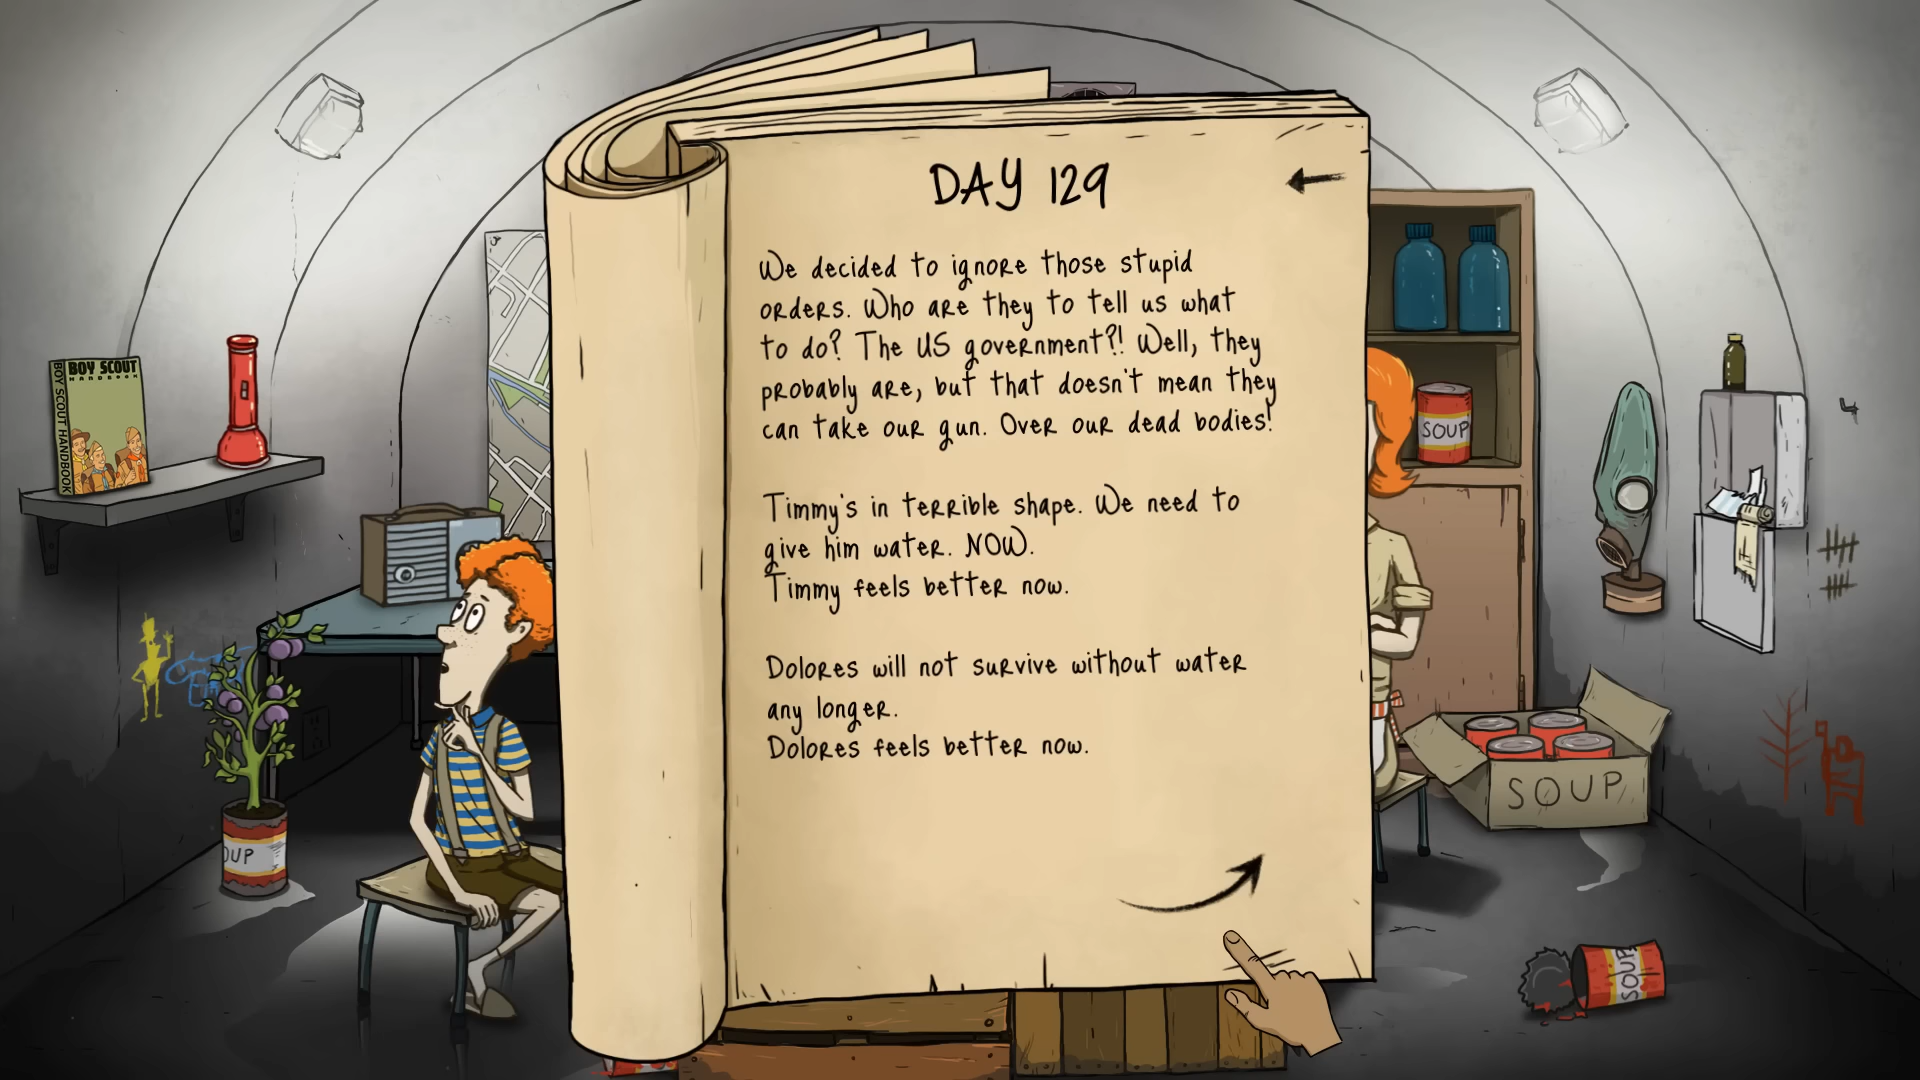 DAY 129
We decided to ignore those stupid
orders. Who are they to tell us what
to do? The US government?! Well, they
probably are, but that doesn't mean they
can take our gun. Over our dead bodies!
Timmy's in terrible shape. We need to
give him water. NOW.
Timmy feels better now.
Dolores will not survive without water
any longer.
Dolores feels better now.
BOY SCOUT
HANDBOOK
BOY SCOUT HANDBOOK
SOUP
OUP
SOUP
SOUP